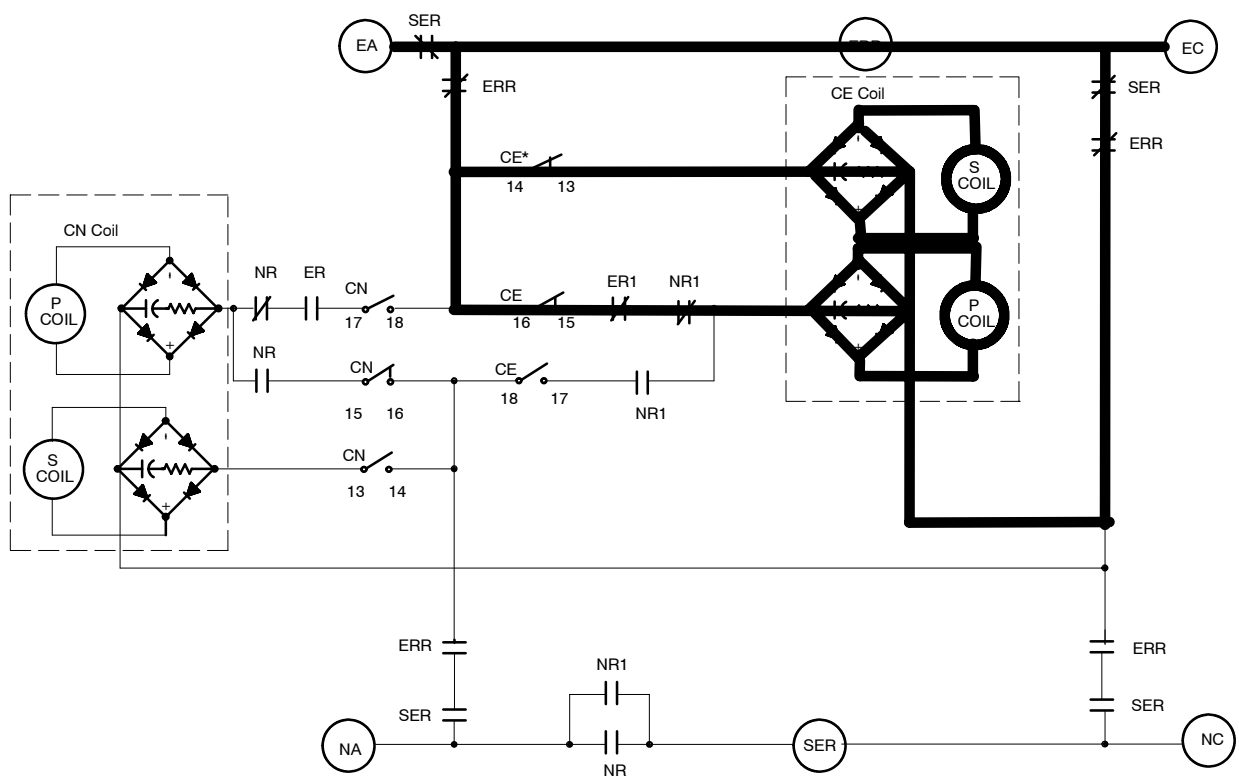 SER
EA
EC
ERR
SER
CE Coil
ERR
CE*
14 13
S
COIL
CN Coil
NR ER CN
17 18
CE ER1 NR1
16 15
P
COIL
P
COIL
-
+
NR CN
15 16
CE
18 17
NR1
S
COIL
-
+
CN
13 14
ERR
ERR
NR1
SER
SER
NA
SER
NC
NR